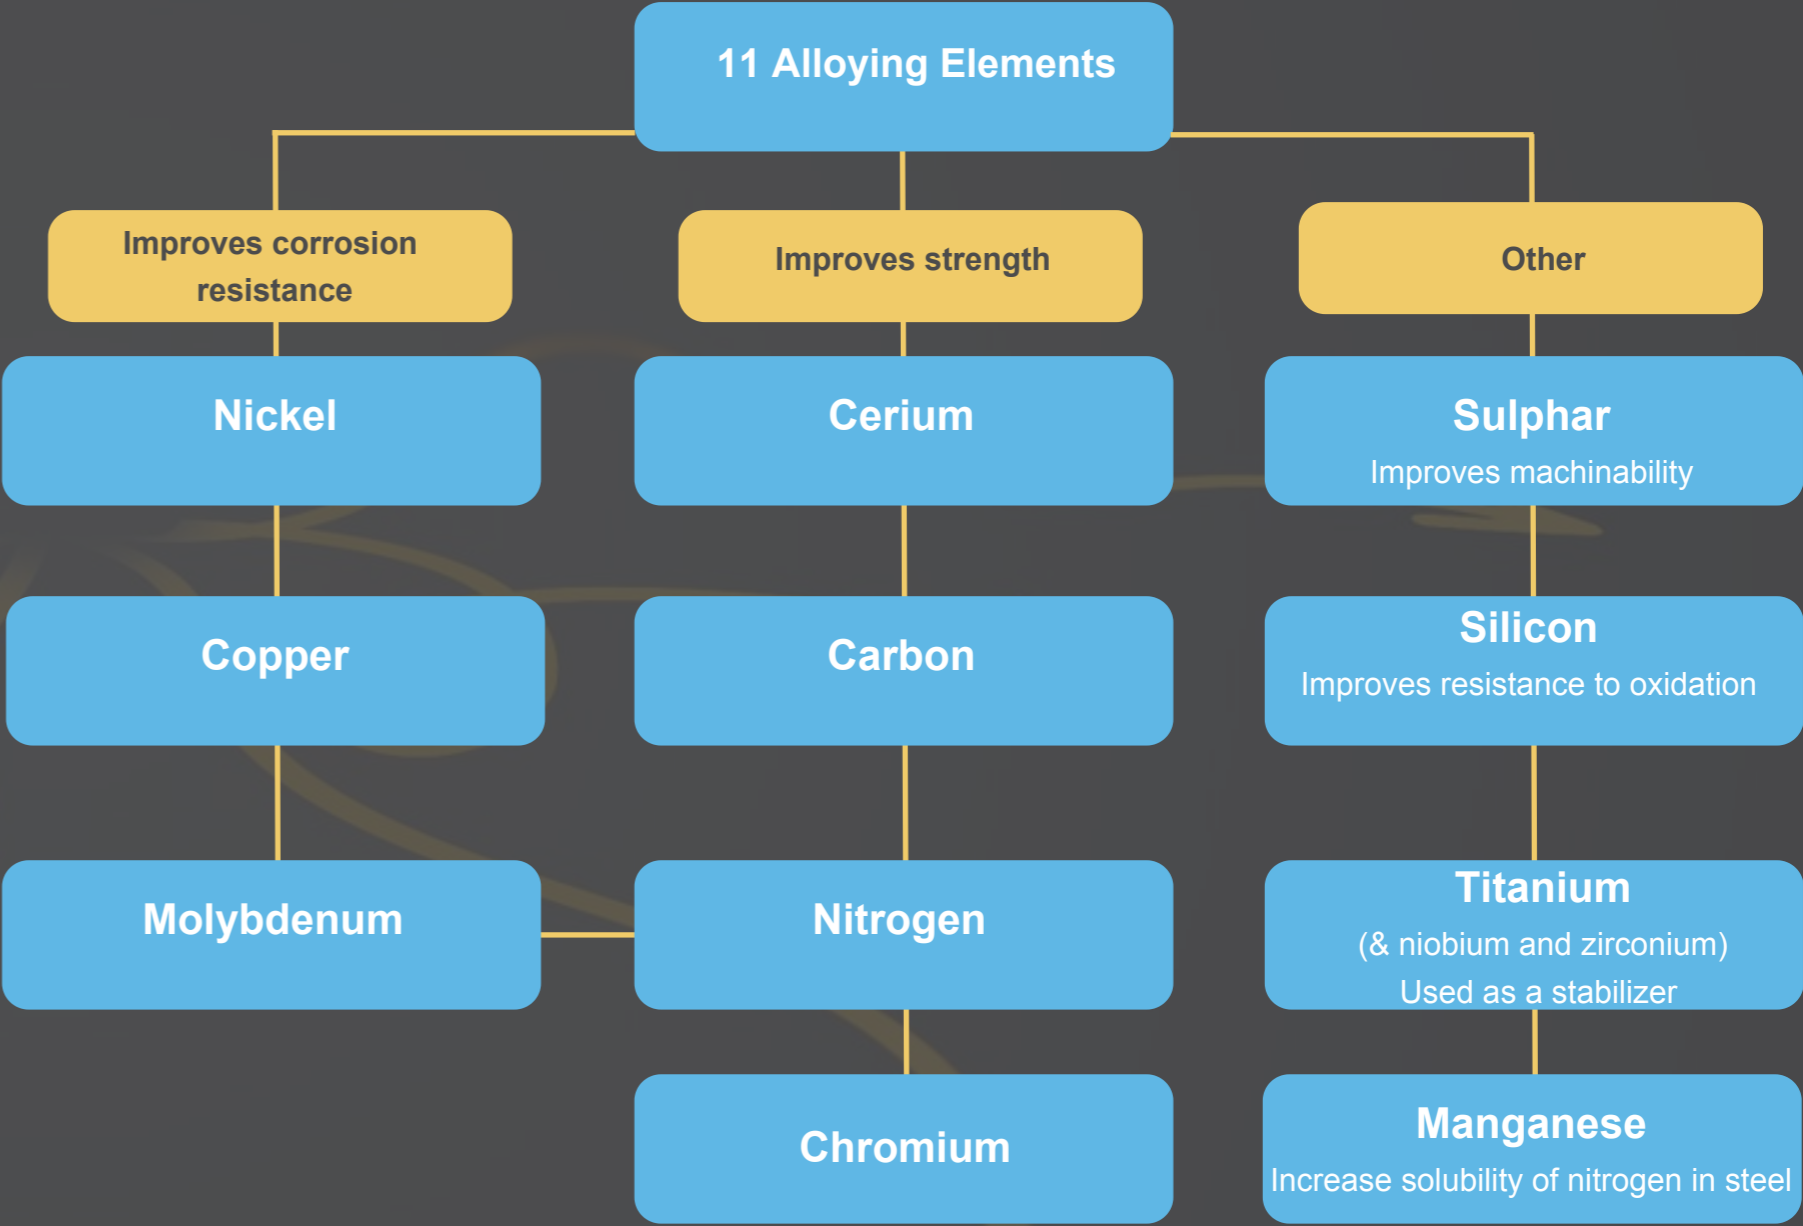 11 Alloying Elements
Improves corrosion
resistance
Improves strength
Other
Nickel
Cerium
Sulphar
Improves machinability
Copper
Carbon
Silicon
Improves resistance to oxidation
Molybdenum
Nitrogen
Titanium
(& niobium and zirconium)
Used as a stabilizer
Chromium
Manganese
Increase solubility of nitrogen in steel